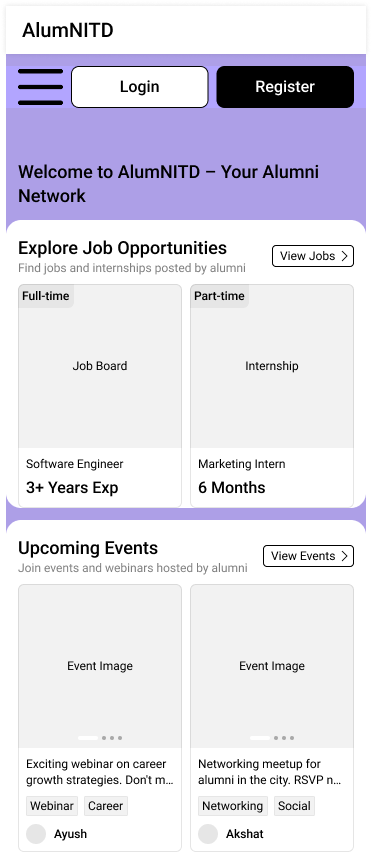 AlumNITD
Login
Register
Welcome to AlumNITD – Your Alumni
Network
Explore Job Opportunities
Find jobs and internships posted by alumni
View Jobs
Full-time
Job Board
Software Engineer
3+ Years Exp
Part-time
Internship
Marketing Intern
6 Months
Upcoming Events
Join events and webinars hosted by alumni
View Events
Event Image
Exciting webinar on career
growth strategies. Don't m...
Webinar
Career
Ayush
Event Image
Networking meetup for
alumni in the city. RSVP n...
Networking
Social
Akshat